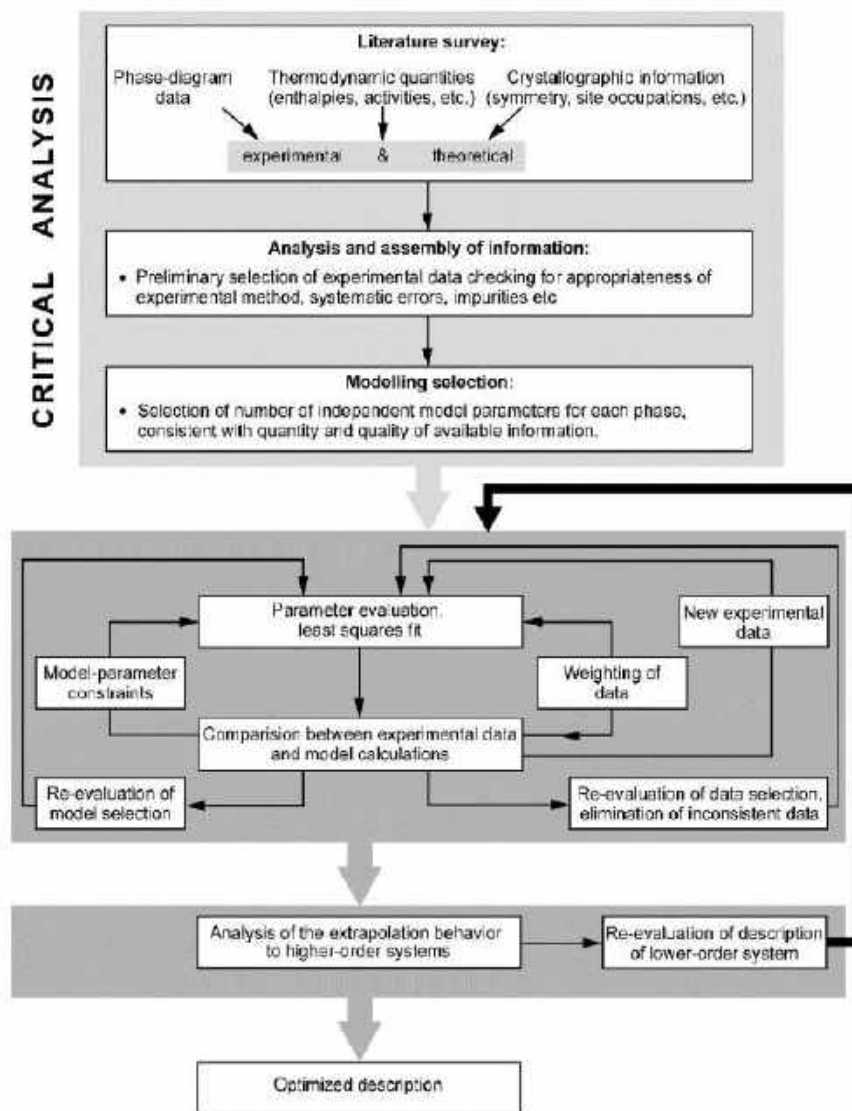 CRITICAL ANALYSIS
Literature survey:
Phase-diagram
data
Thermodynamic quantities
(enthalpies, activities, etc.)
Crystallographic information
(symmetry, site occupations, etc.)
experimental & theoretical
Analysis and assembly of information:
• Preliminary selection of experimental data checking for appropriateness of
experimental method, systematic errors, impurities etc
Modelling selection:
• Selection of number of independent model parameters for each phase,
consistent with quantity and quality of available information.
Parameter evaluation,
least squares fit
New experimental
data
Model-parameter
constraints
Weighting of
data
Comparision between experimental data
and model calculations
Re-evaluation of
model selection
Re-evaluation of data selection,
elimination of inconsistent data
Analysis of the extrapolation behavior
to higher-order systems
Re-evaluation of description
of lower-order system
Optimized description